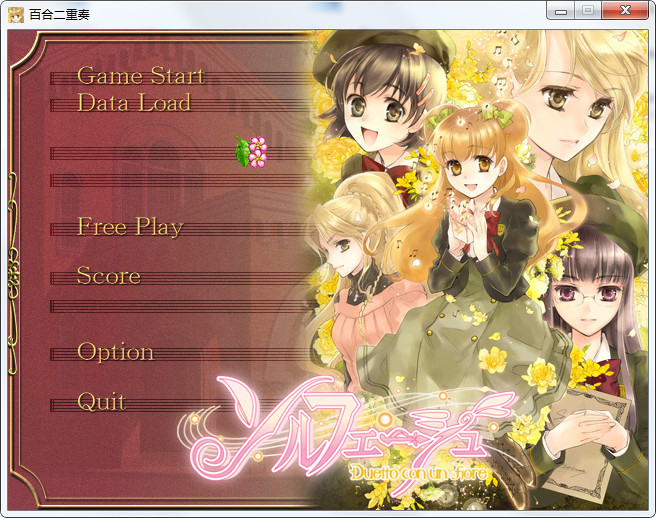 百合二重奏
Game Start
Data Load
Free Play
Score
Option
Quit
ソルフェージュ
Duetto con un fiore